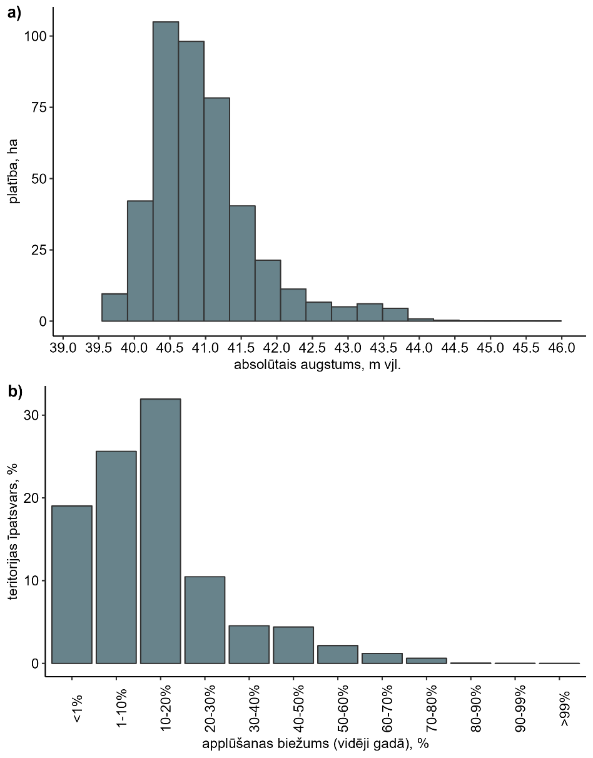 a)
100
75
50
25
0
platība, ha
39.0 39.5 40.0 40.5 41.0 41.5 42.0 42.5 43.0 43.5 44.0 44.5 45.0 45.5 46.0
absolūtais augstums, m vjl.
b)
30
20
10
0
teritorijas īpatsvars, %
<1% 1-10% 10-20% 20-30% 30-40% 40-50% 50-60% 60-70% 70-80% 80-90% 90-99% >99%
applūšanas biežums (vidēji gadā), %